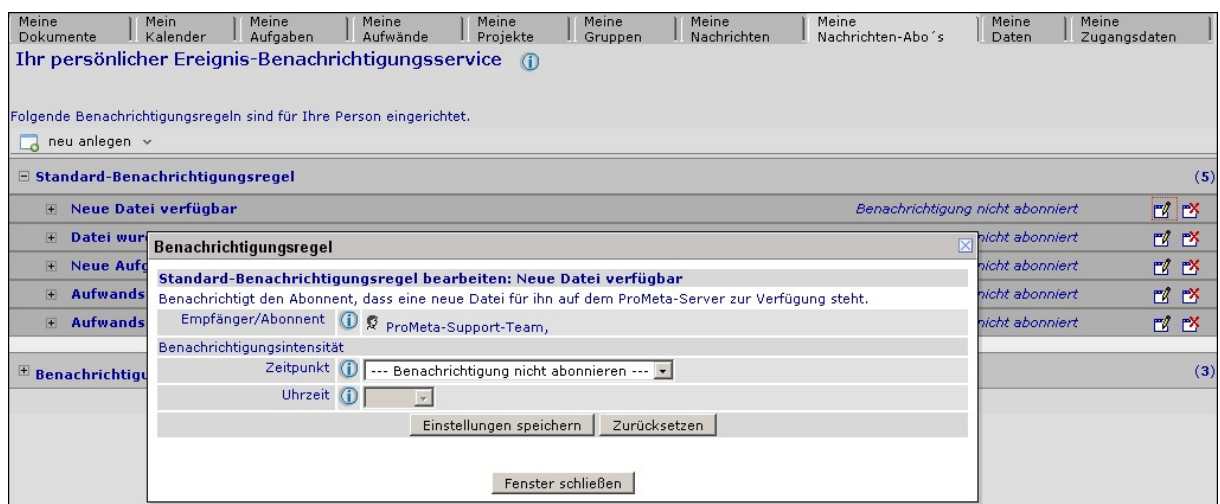 Meine Dokumente
Mein Kalender
Meine Aufgaben
Meine Aufwände
Meine Projekte
Meine Gruppen
Meine Nachrichten
Meine Nachrichten-Abo´s
Meine Daten
Meine Zugangsdaten
Ihr persönlicher Ereignis-Benachrichtigungsservice
Folgende Benachrichtigungsregeln sind für Ihre Person eingerichtet.
neu anlegen
Standard-Benachrichtigungsregel (5)
Neue Datei verfügbar Benachrichtigung nicht abonniert
Datei nicht abonniert
Neue nicht abonniert
Aufwands nicht abonniert
Aufwands nicht abonniert
(3)
Benachrichtigungsregel
Standard-Benachrichtigungsregel bearbeiten: Neue Datei verfügbar
Benachrichtigt den Abonnent, dass eine neue Datei für ihn auf dem ProMeta-Server zur Verfügung steht.
Empfänger/Abonnent ProMeta-Support-Team,
Benachrichtigungsintensität
Zeitpunkt --- Benachrichtigung nicht abonnieren ---
Uhrzeit
Einstellungen speichern Zurücksetzen
Fenster schließen